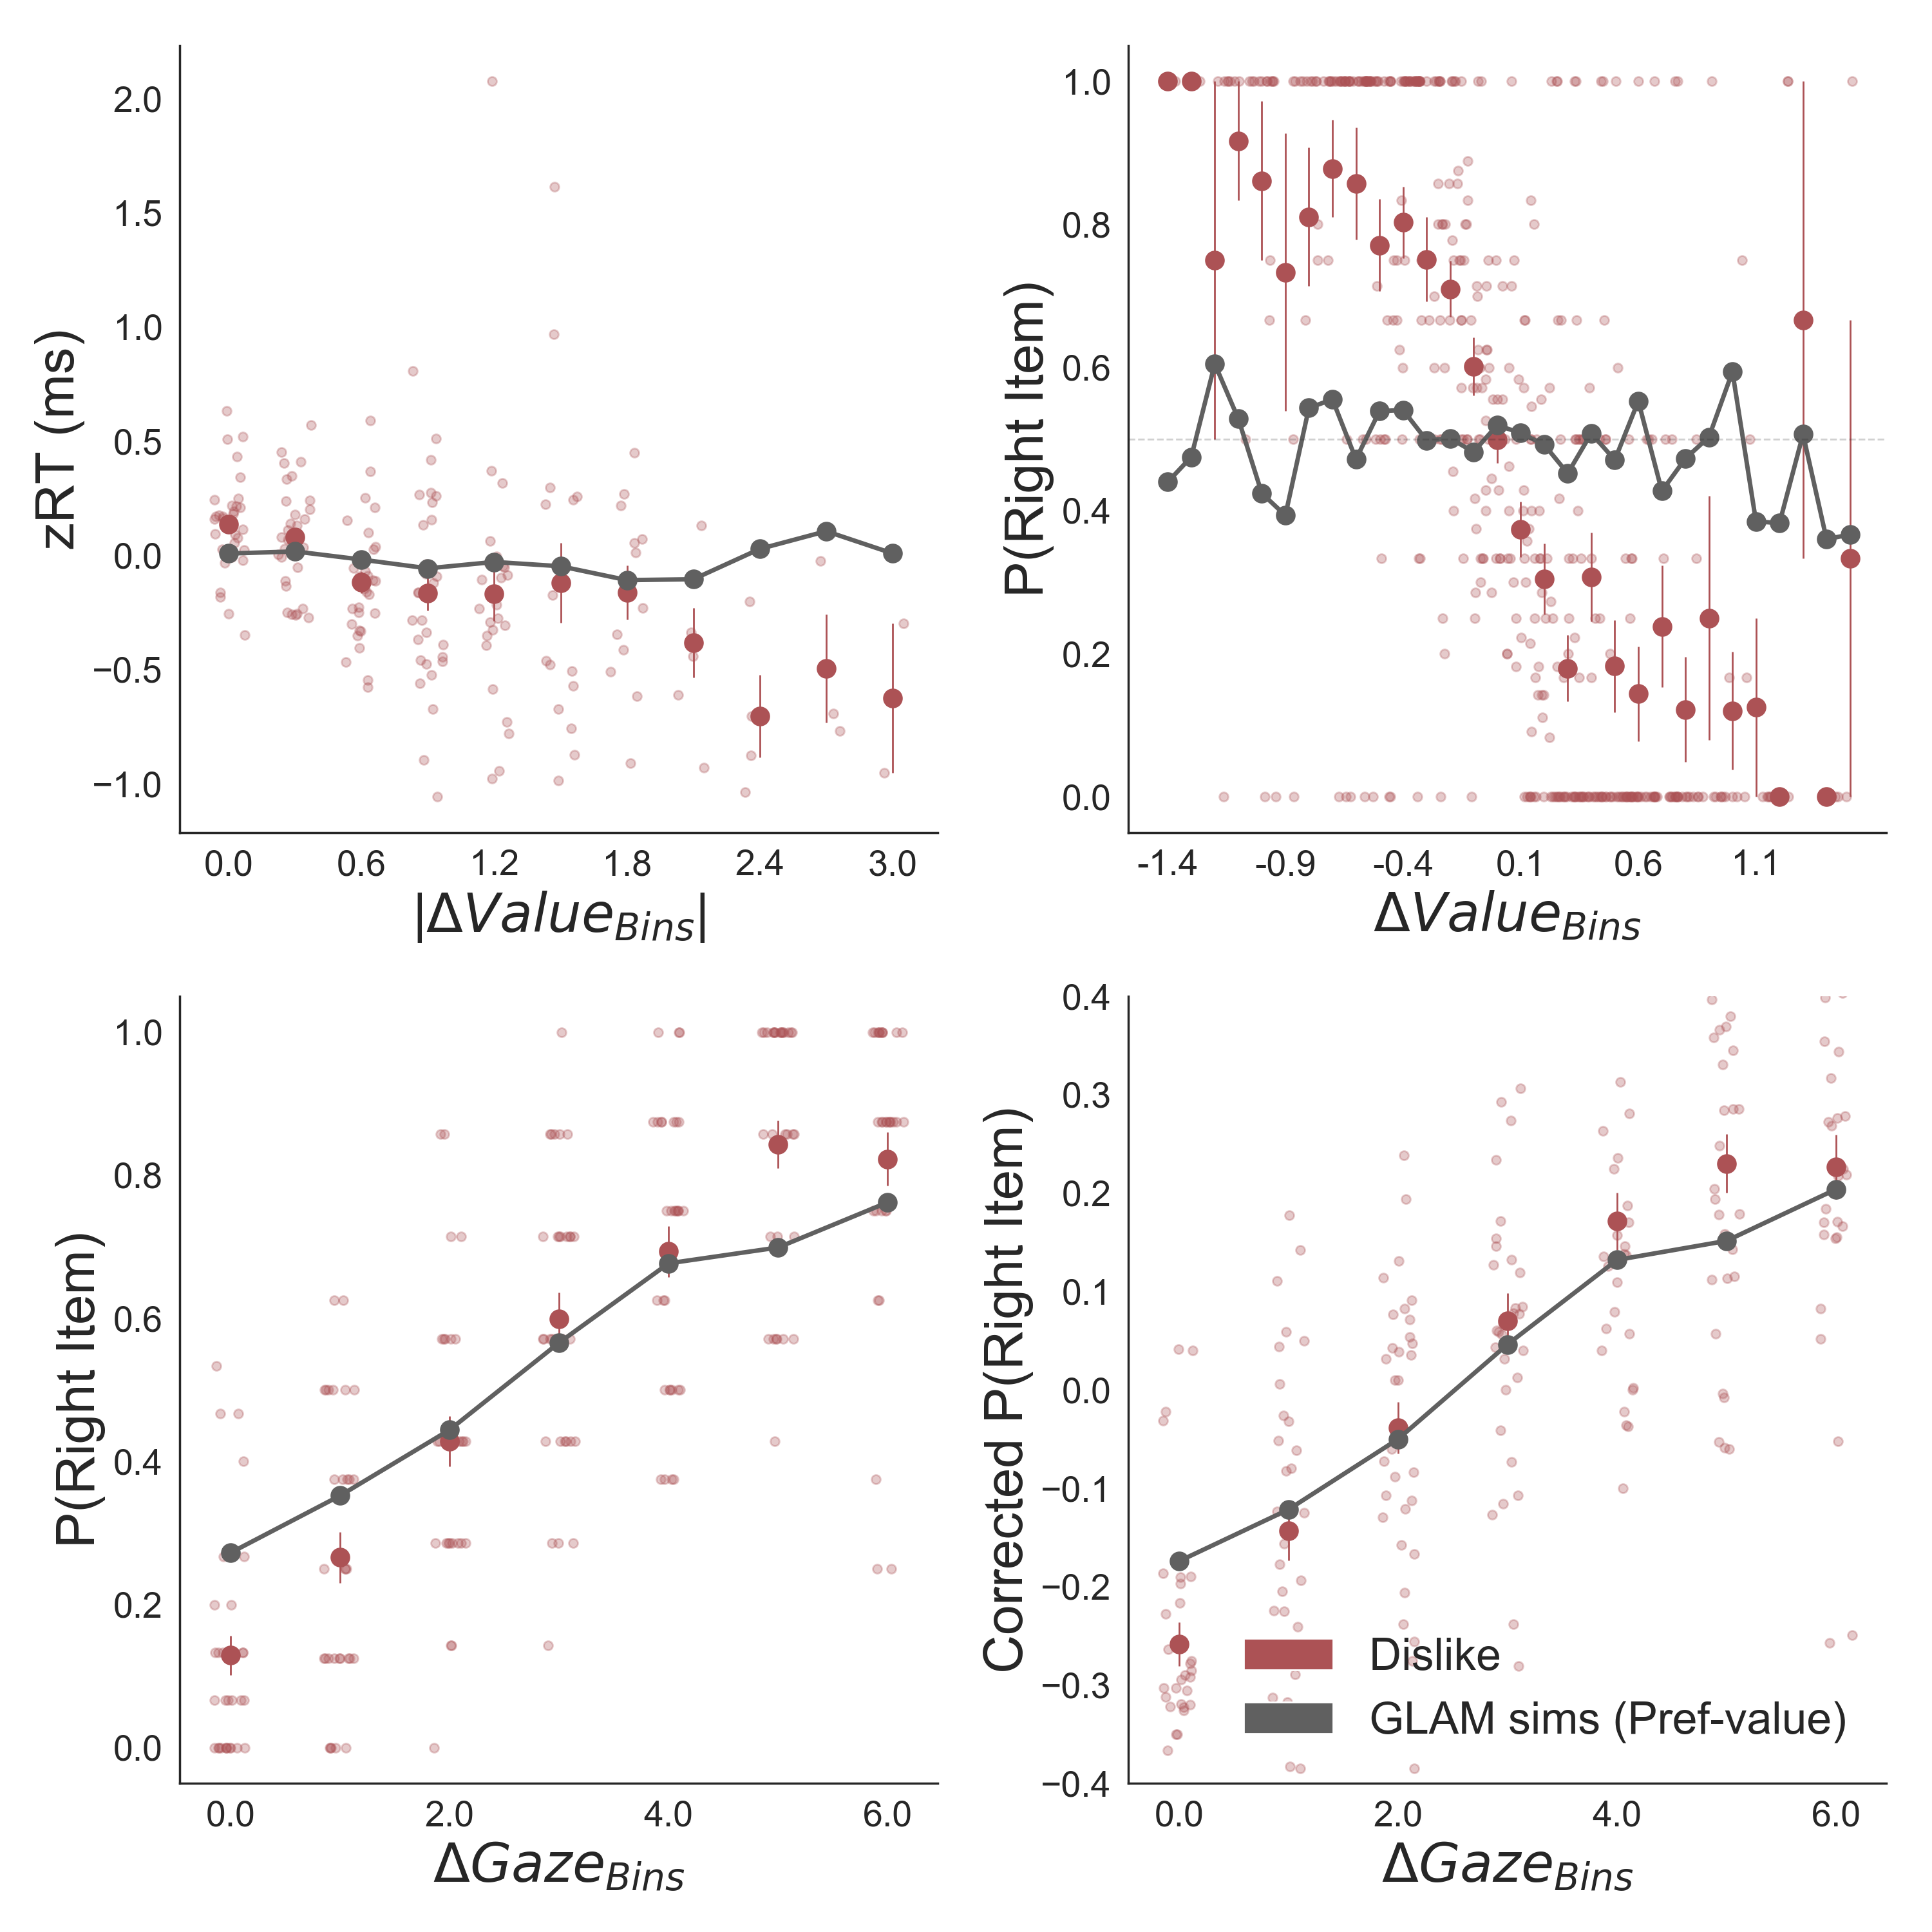 zRT (ms)
2.0
1.5
1.0
0.5
0.0
−0.5
−1.0
0.0 0.6 1.2 1.8 2.4 3.0
|ΔValue_Bins|
P(Right Item)
1.0
0.8
0.6
0.4
0.2
0.0
-1.4 -0.9 -0.4 0.1 0.6 1.1
ΔValue_Bins
P(Right Item)
1.0
0.8
0.6
0.4
0.2
0.0
0.0 2.0 4.0 6.0
ΔGaze_Bins
Corrected P(Right Item)
0.4
0.3
0.2
0.1
0.0
−0.1
−0.2
−0.3
−0.4
Dislike
GLAM sims (Pref-value)
0.0 2.0 4.0 6.0
ΔGaze_Bins